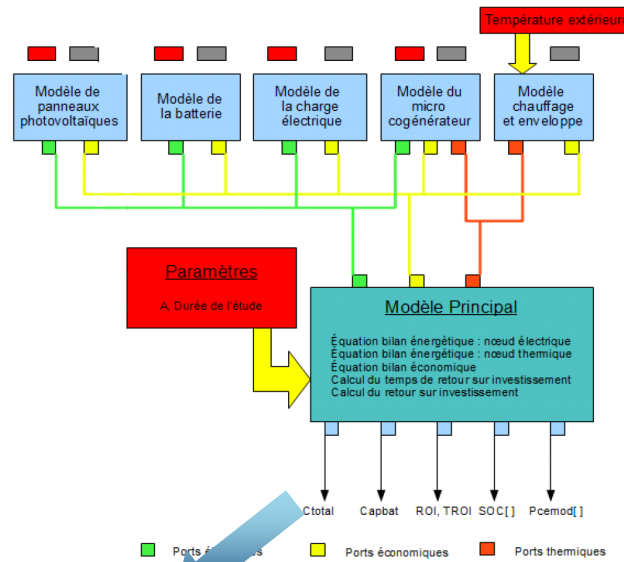 Température extérieure
Modèle de
panneaux
photovoltaïques
Modèle de
la batterie
Modèle de
la charge
électrique
Modèle du
micro
cogénérateur
Modèle
chauffage
et enveloppe
Paramètres
A, Durée de l'étude
Modèle Principal
Équation bilan énergétique : nœud électrique
Équation bilan énergétique : nœud thermique
Équation bilan économique
Calcul du temps de retour sur investissement
Calcul du retour sur investissement
Ctotal
Capbat
ROI, TROI
SOC[ ]
Pcemod[ ]
Ports
Ports économiques
Ports thermiques